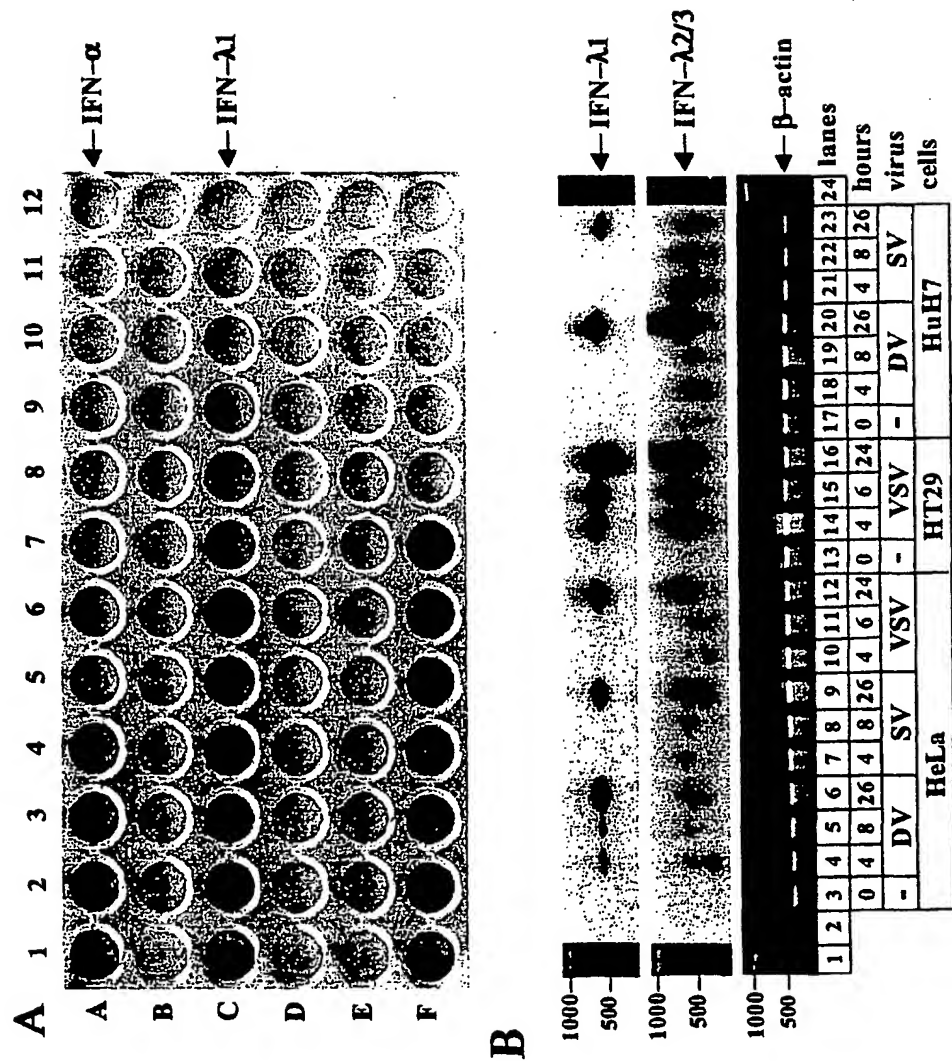 A
1 2 3 4 5 6 7 8 9 10 11 12
A ←IFN-α
B
C ←IFN-λ1
D
E
F
B
1000
500
←IFN-λ1
1000
500
←IFN-λ2/3
1000
500
←β-actin
1 2 3 4 5 6 7 8 9 10 11 12 13 14 15 16 17 18 19 20 21 22 23 24 lanes
0 4 8 26 4 8 26 4 6 24 0 4 6 24 0 4 8 26 4 8 26 hours
- DV SV VSV - VSV - DV SV virus
HeLa HT29 HuH7 cells